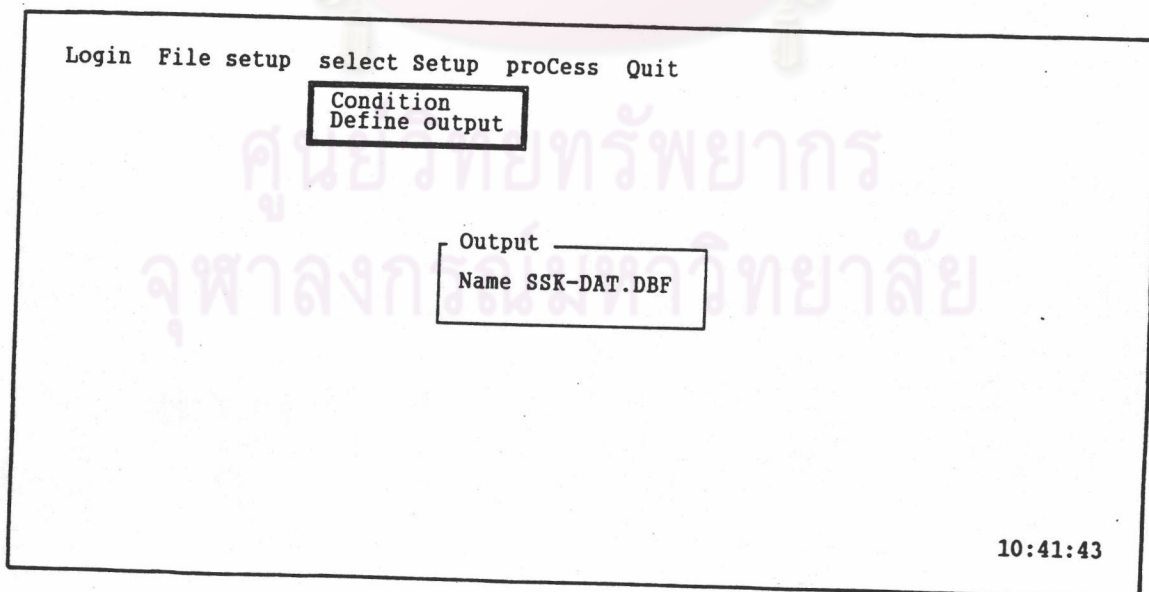 Login File setup select Setup proCess Quit
Condition
Define output
ศูนย์วิทยทรัพยากร
Output
จุฬาลงกรณ์มหาวิทยาลัย
Name SSK-DAT.DBF
10:41:43